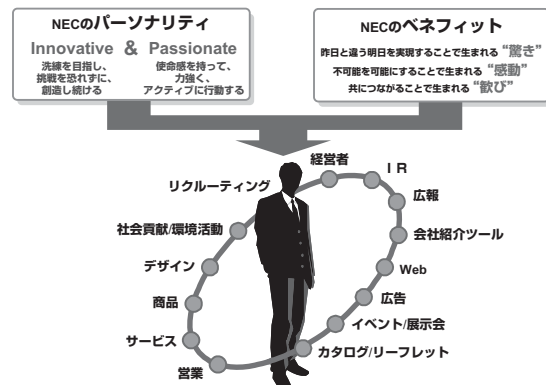 NECのパーソナリティ
Innovative & Passionate
洗練を目指し、
挑戦を恐れずに、
創造し続ける
使命感を持って、
力強く、
アクティブに行動する
NECのベネフィット
昨日と違う明日を実現することで生まれる “驚き”
不可能を可能にすることで生まれる “感動”
共につながることで生まれる “歓び”
経営者
I R
リクルーティング
広報
社会貢献/環境活動
会社紹介ツール
デザイン
Web
商品
広告
サービス
イベント/展示会
営業
カタログ/リーフレット